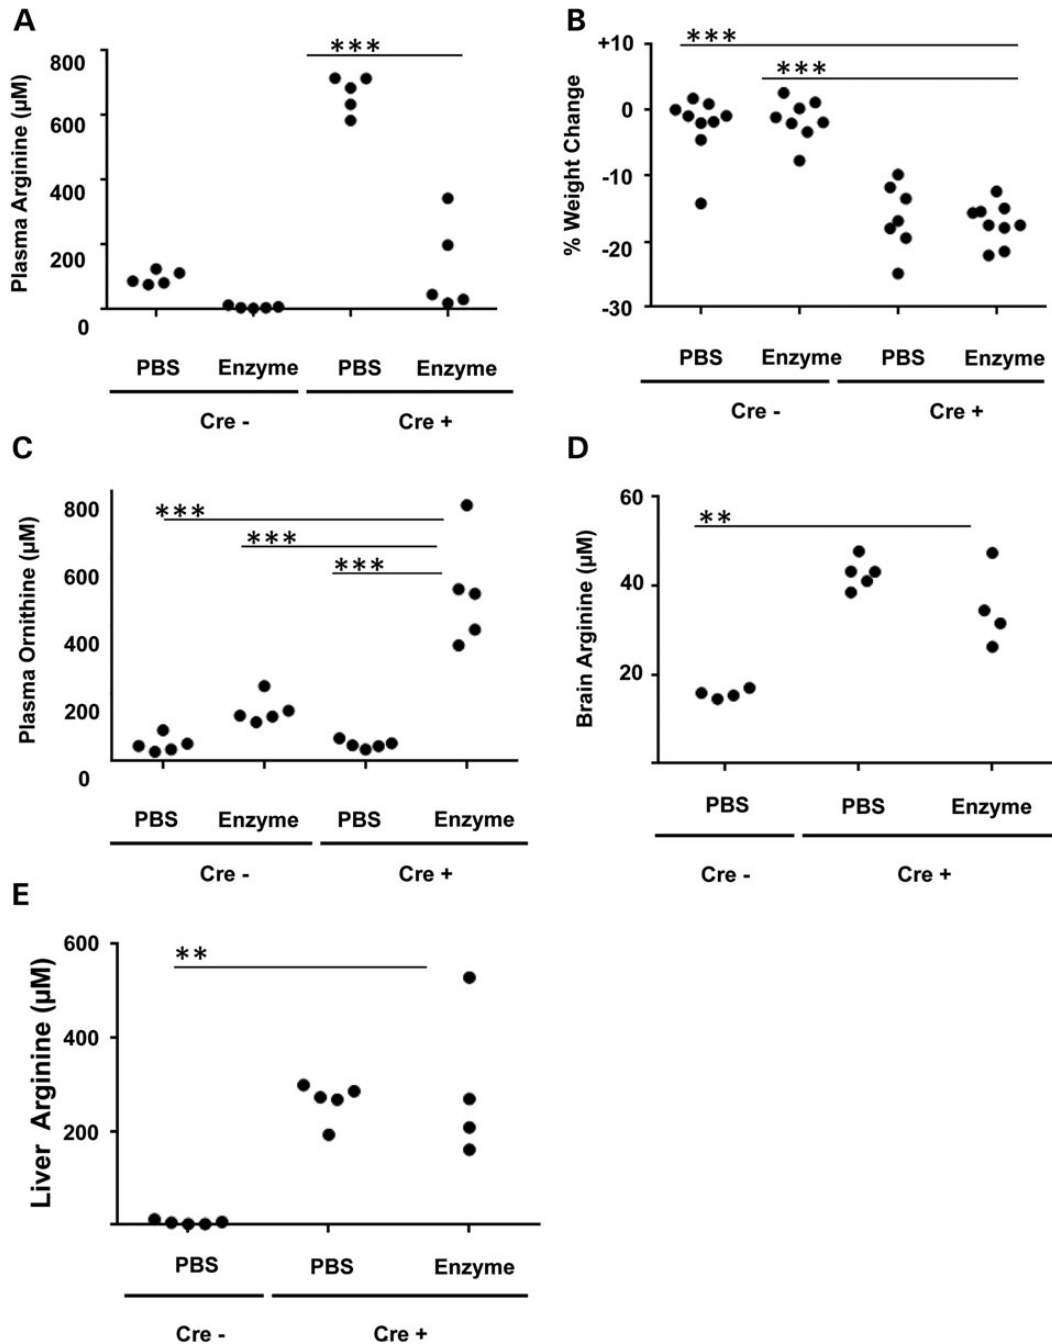 A
Plasma Arginine (µM)
800
600
400
200
0
***
PBS Enzyme PBS Enzyme
Cre - Cre +
B
% Weight Change
+10
0
-10
-20
-30
***
***
PBS Enzyme PBS Enzyme
Cre - Cre +
C
Plasma Ornithine (µM)
800
600
400
200
0
***
***
***
PBS Enzyme PBS Enzyme
Cre - Cre +
D
Brain Arginine (µM)
60
40
20
**
PBS PBS Enzyme
Cre - Cre +
E
Liver Arginine (µM)
600
400
200
**
PBS PBS Enzyme
Cre - Cre +